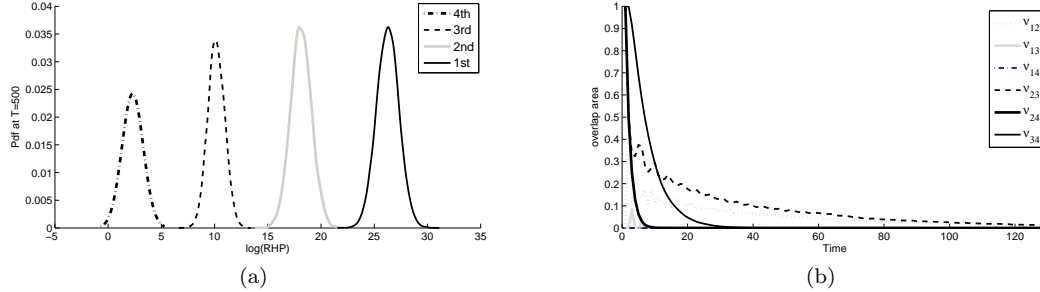 0.04
0.035
0.03
0.025
0.02
0.015
0.01
0.005
0
Pdf at T=500
−5 0 5 10 15 20 25 30 35
log(RHP)
4th
3rd
2nd
1st
(a)
1
0.9
0.8
0.7
0.6
0.5
0.4
0.3
0.2
0.1
0
overlap area
0 20 40 60 80 100 120
Time
ν12
ν13
ν14
ν23
ν24
ν34
(b)